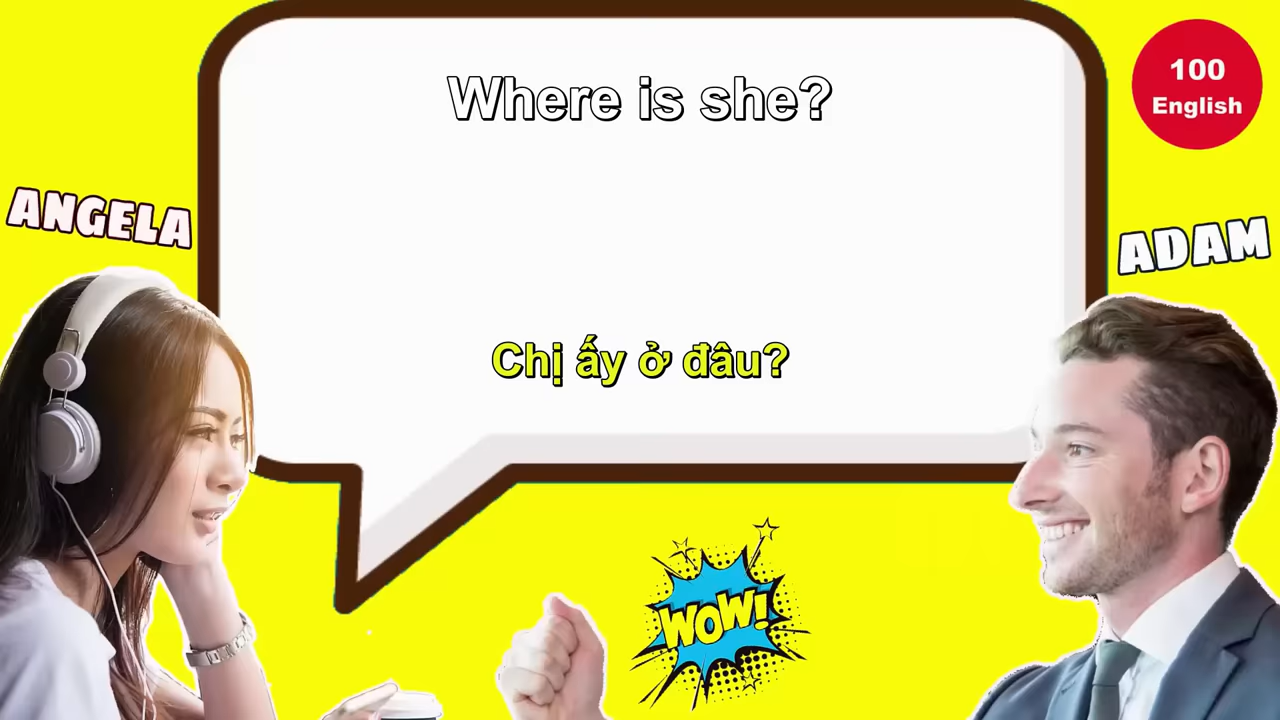 Where is she?
100
English
ANGELA
ADAM
Chị ấy ở đâu?
WOW!